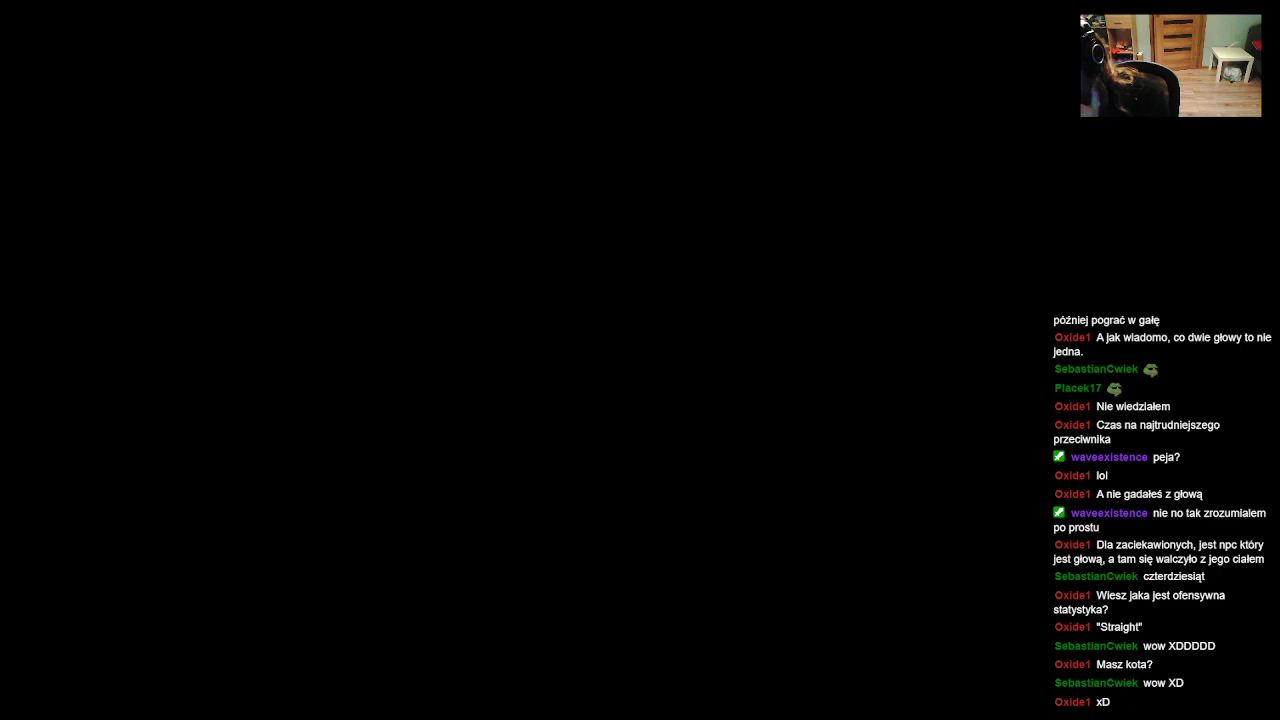 później pograć w gałę
Oxide1 A jak wiadomo, co dwie głowy to nie
jedna.
SebastianCwiek
Placek17
Oxide1 Nie wiedziałem
Oxide1 Czas na najtrudniejszego
przeciwnika
waveexistence peja?
Oxide1 lol
Oxide1 A nie gadałeś z głową
waveexistence nie no tak zrozumialem
po prostu
Oxide1 Dla zaciekawionych, jest npc który
jest głową, a tam się walczyło z jego ciałem
SebastianCwiek czterdziesiąt
Oxide1 Wiesz jaka jest ofensywna
statystyka?
Oxide1 "Straight"
SebastianCwiek wow XDDDDD
Oxide1 Masz kota?
SebastianCwiek wow XD
Oxide1 xD